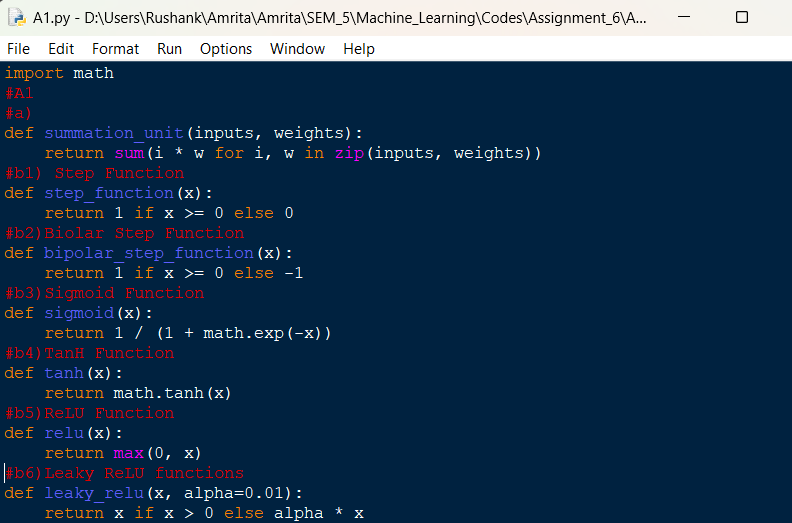 A1.py - D:\Users\Rushank\Amrita\Amrita\SEM_5\Machine_Learning\Codes\Assignment_6\A...
File Edit Format Run Options Window Help
import math
#A1
#a)
def summation_unit(inputs, weights):
    return sum(i * w for i, w in zip(inputs, weights))
#b1) Step Function
def step_function(x):
    return 1 if x >= 0 else 0
#b2)Biolar Step Function
def bipolar_step_function(x):
    return 1 if x >= 0 else -1
#b3)Sigmoid Function
def sigmoid(x):
    return 1 / (1 + math.exp(-x))
#b4)TanH Function
def tanh(x):
    return math.tanh(x)
#b5)ReLU Function
def relu(x):
    return max(0, x)
#b6)Leaky ReLU functions
def leaky_relu(x, alpha=0.01):
    return x if x > 0 else alpha * x